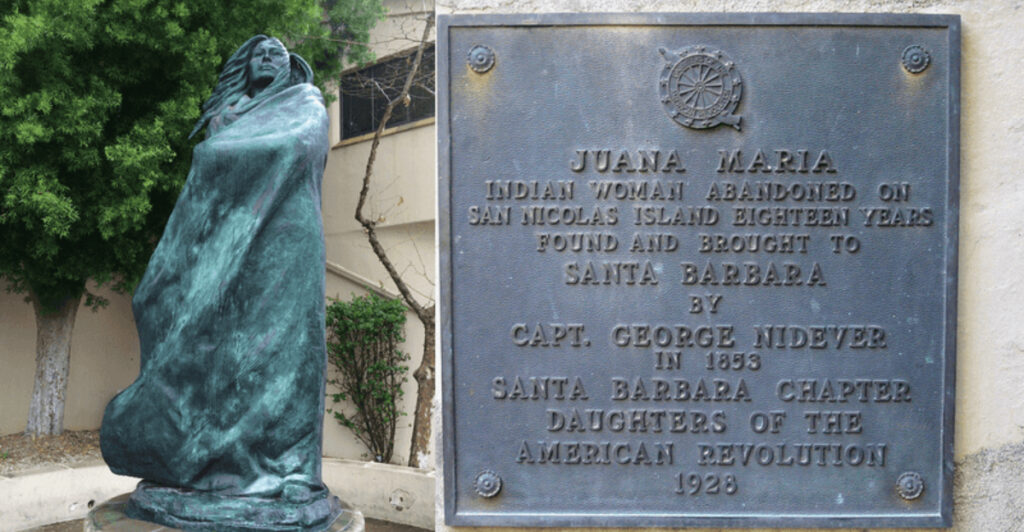 JUANA MARIA
INDIAN WOMAN ABANDONED ON
SAN NICOLAS ISLAND EIGHTEEN YEARS
FOUND AND BROUGHT TO
SANTA BARBARA
BY
CAPT. GEORGE NIDEVER
IN 1853
SANTA BARBARA CHAPTER
DAUGHTERS OF THE
AMERICAN REVOLUTION
1928